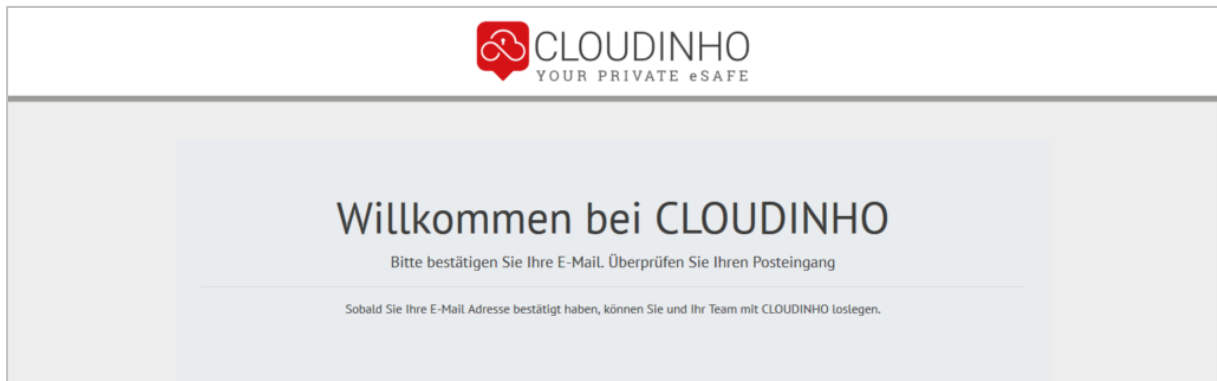 CLOUDINHO
YOUR PRIVATE eSAFE
Willkommen bei CLOUDINHO
Bitte bestätigen Sie Ihre E-Mail. Überprüfen Sie Ihren Posteingang
Sobald Sie Ihre E-Mail Adresse bestätigt haben, können Sie und Ihr Team mit CLOUDINHO loslegen.